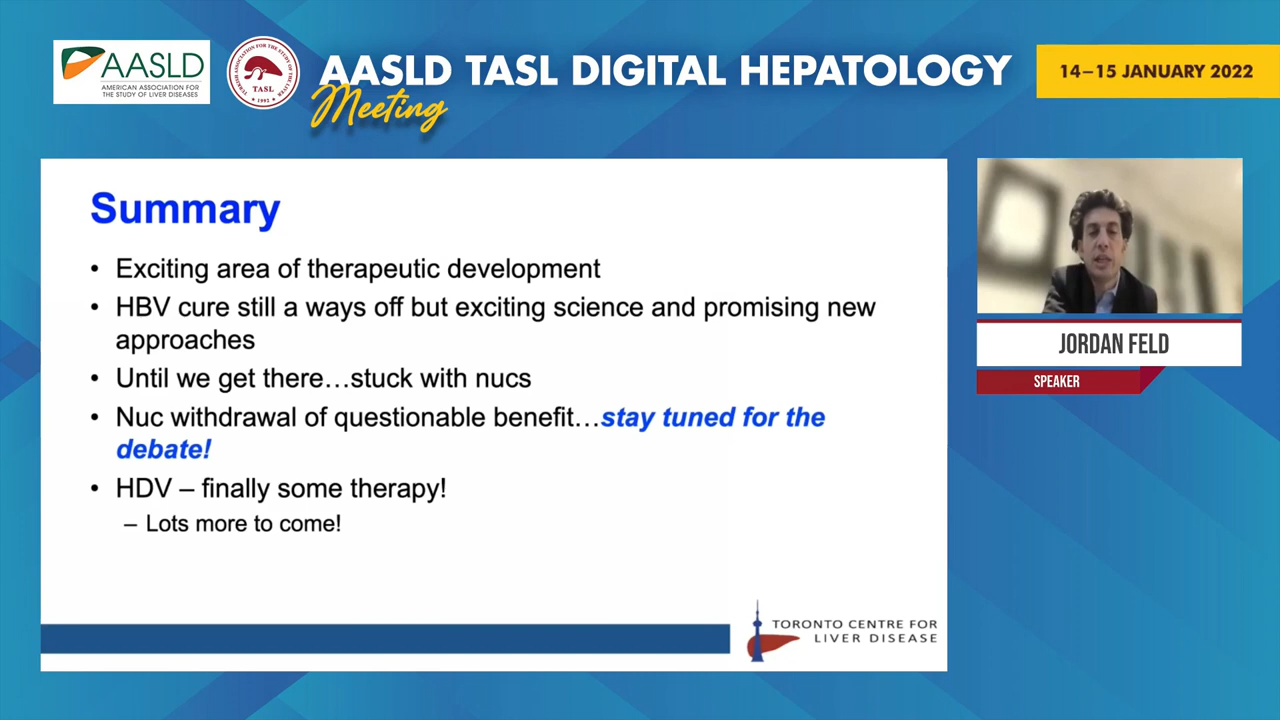 AASLD
AMERICAN ASSOCIATION FOR
THE STUDY OF LIVER DISEASES
TASL
1992
AASLD TASL DIGITAL HEPATOLOGY
Meeting
14–15 JANUARY 2022
Summary
• Exciting area of therapeutic development
• HBV cure still a ways off but exciting science and promising new
approaches
• Until we get there…stuck with nucs
• Nuc withdrawal of questionable benefit…stay tuned for the
debate!
• HDV – finally some therapy!
– Lots more to come!
TORONTO CENTRE FOR
LIVER DISEASE
JORDAN FELD
SPEAKER